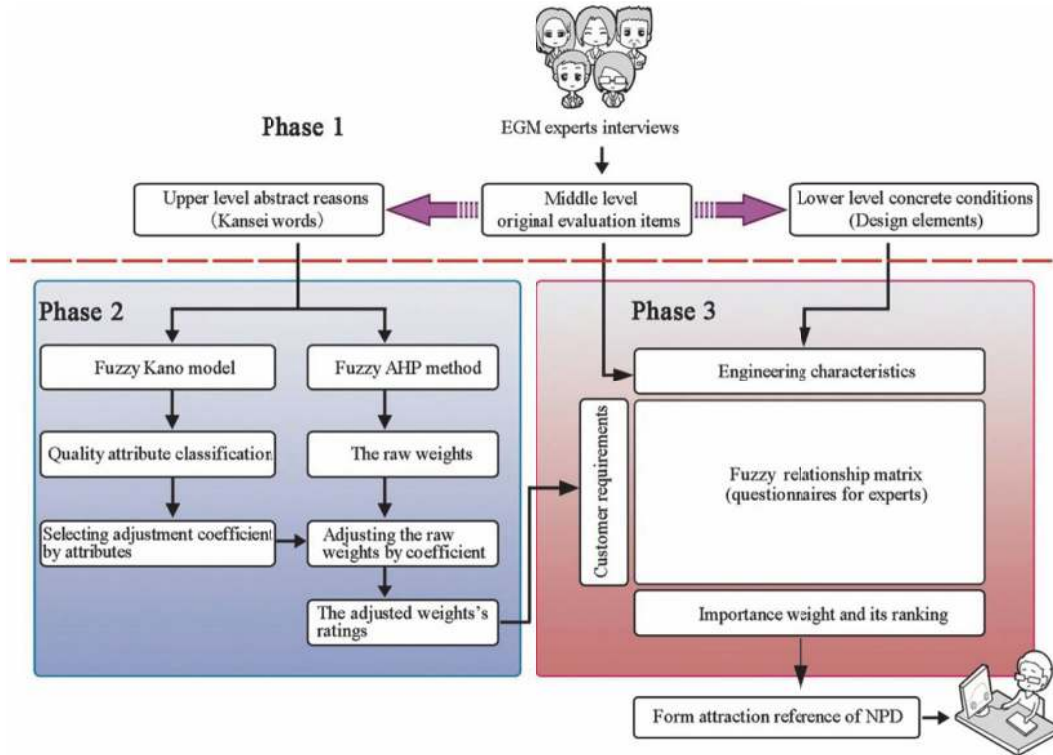 Phase 1
EGM experts interviews
Upper level abstract reasons
(Kansei words)
Middle level
original evaluation items
Lower level concrete conditions
(Design elements)
Phase 2
Fuzzy Kano model
Fuzzy AHP method
Quality attribute classification
The raw weights
Selecting adjustment coefficient
by attributes
Adjusting the raw
weights by coefficient
The adjusted weights's
ratings
Phase 3
Engineering characteristics
Customer requirements
Fuzzy relationship matrix
(questionnaires for experts)
Importance weight and its ranking
Form attraction reference of NPD